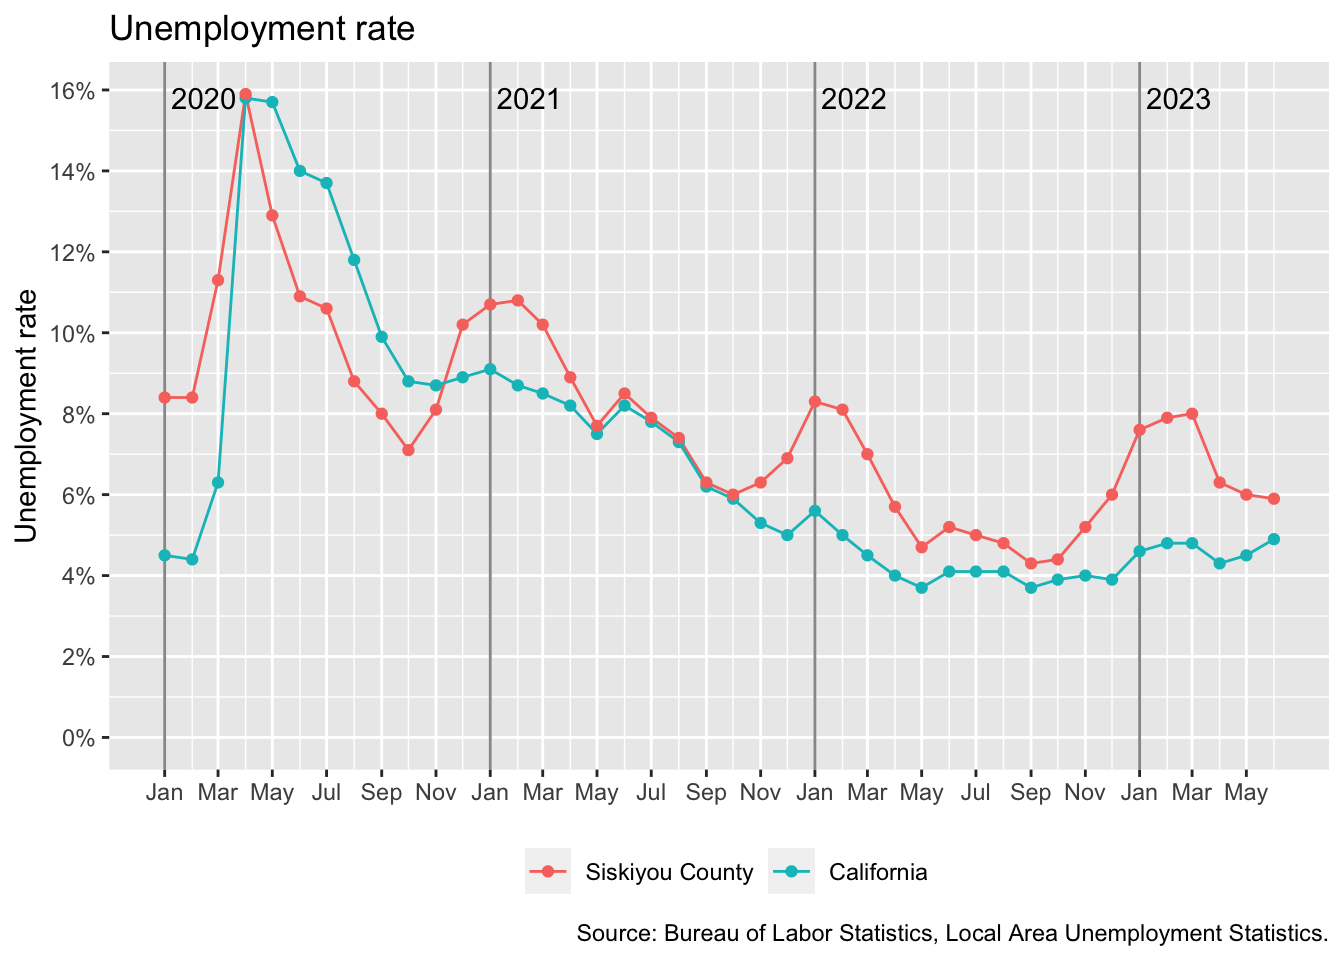 Unemployment rate
Unemployment rate
16%
14%
12%
10%
8%
6%
4%
2%
0%
2020 2021 2022 2023
Jan Mar May Jul Sep Nov Jan Mar May Jul Sep Nov Jan Mar May Jul Sep Nov Jan Mar May
Siskiyou County California
Source: Bureau of Labor Statistics, Local Area Unemployment Statistics.